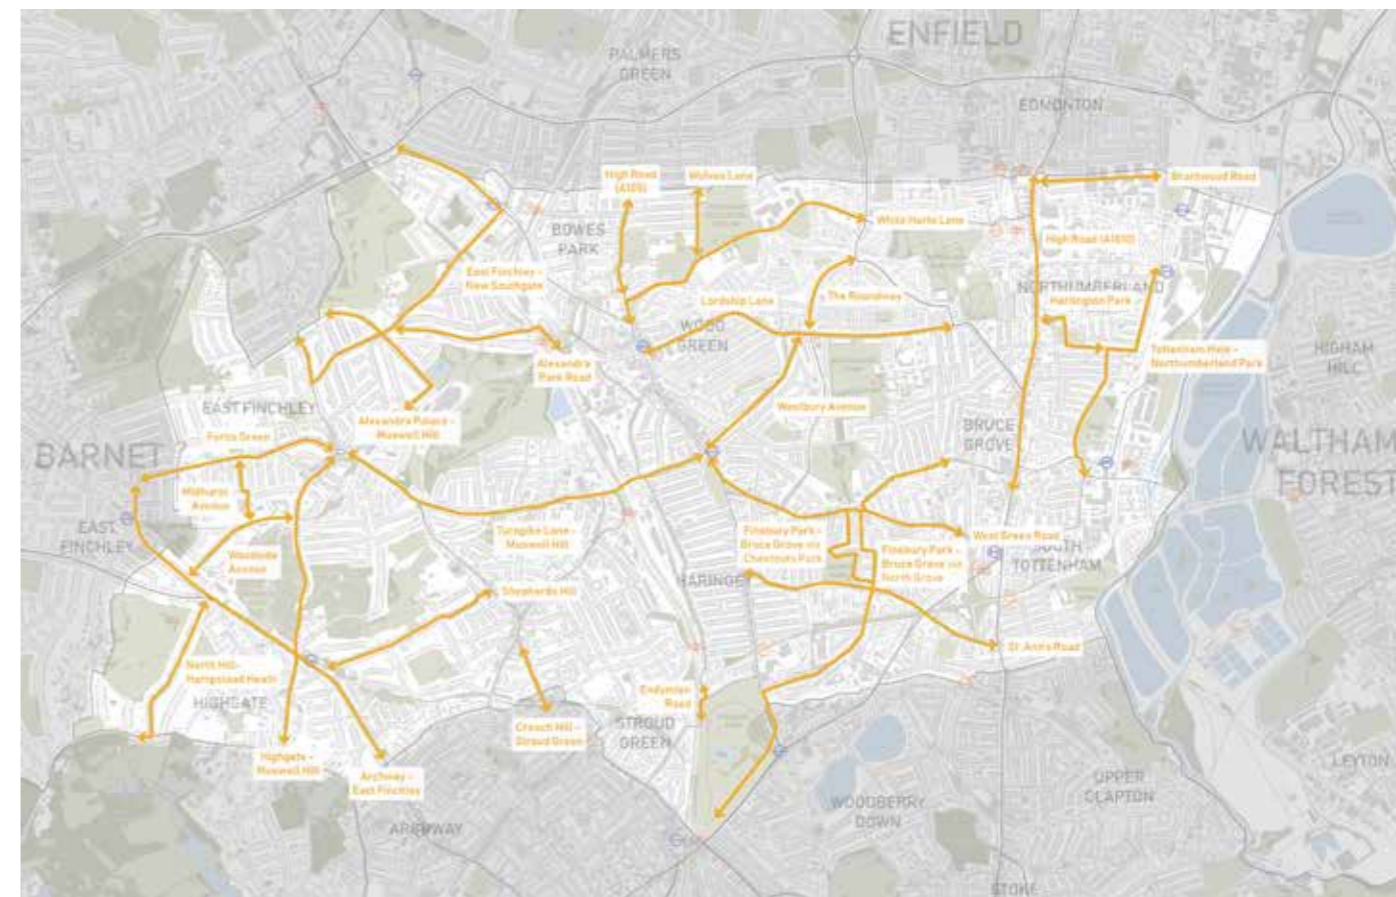 ENFIELD
PALMERS
GREEN
EDMONTON
High Road
(A105)
Wolves Lane
Brantwood Road
BOWES
PARK
White Harte Lane
High Road (A1010)
East Finchley -
New Southgate
NORTHUMBERLAND
Hartington Park
Lordship Lane
The Roundway
WOOD
GREEN
Alexandra
Park Road
Tottenham Hale -
Northumberland Park
HIGHAM
HILL
EAST FINCHLEY
Alexandra Palace -
Muswell Hill
Westbury Avenue
BRUCE
GROVE
Fortis Green
BARNET
WALTHAM
FOREST
Midhurst
Avenue
EAST
FINCHLEY
Turnpike Lane -
Muswell Hill
Finsbury Park -
Bruce Grove via
Chestnuts Park
West Green Road
Woodside
Avenue
Finsbury Park -
Bruce Grove via
North Grove
SOUTH
TOTTENHAM
HARINGE
Shepherds Hill
St Ann's Road
North Hill-
Hampstead Heath
HIGHGATE
Endymion
Road
Crouch Hill -
Stroud Green
STROUD
GREEN
Highgate -
Muswell Hill
Archway -
East Finchley
LEYTON
UPPER
CLAPTON
WOODBERRY
DOWN
ARCHWAY
STOKE